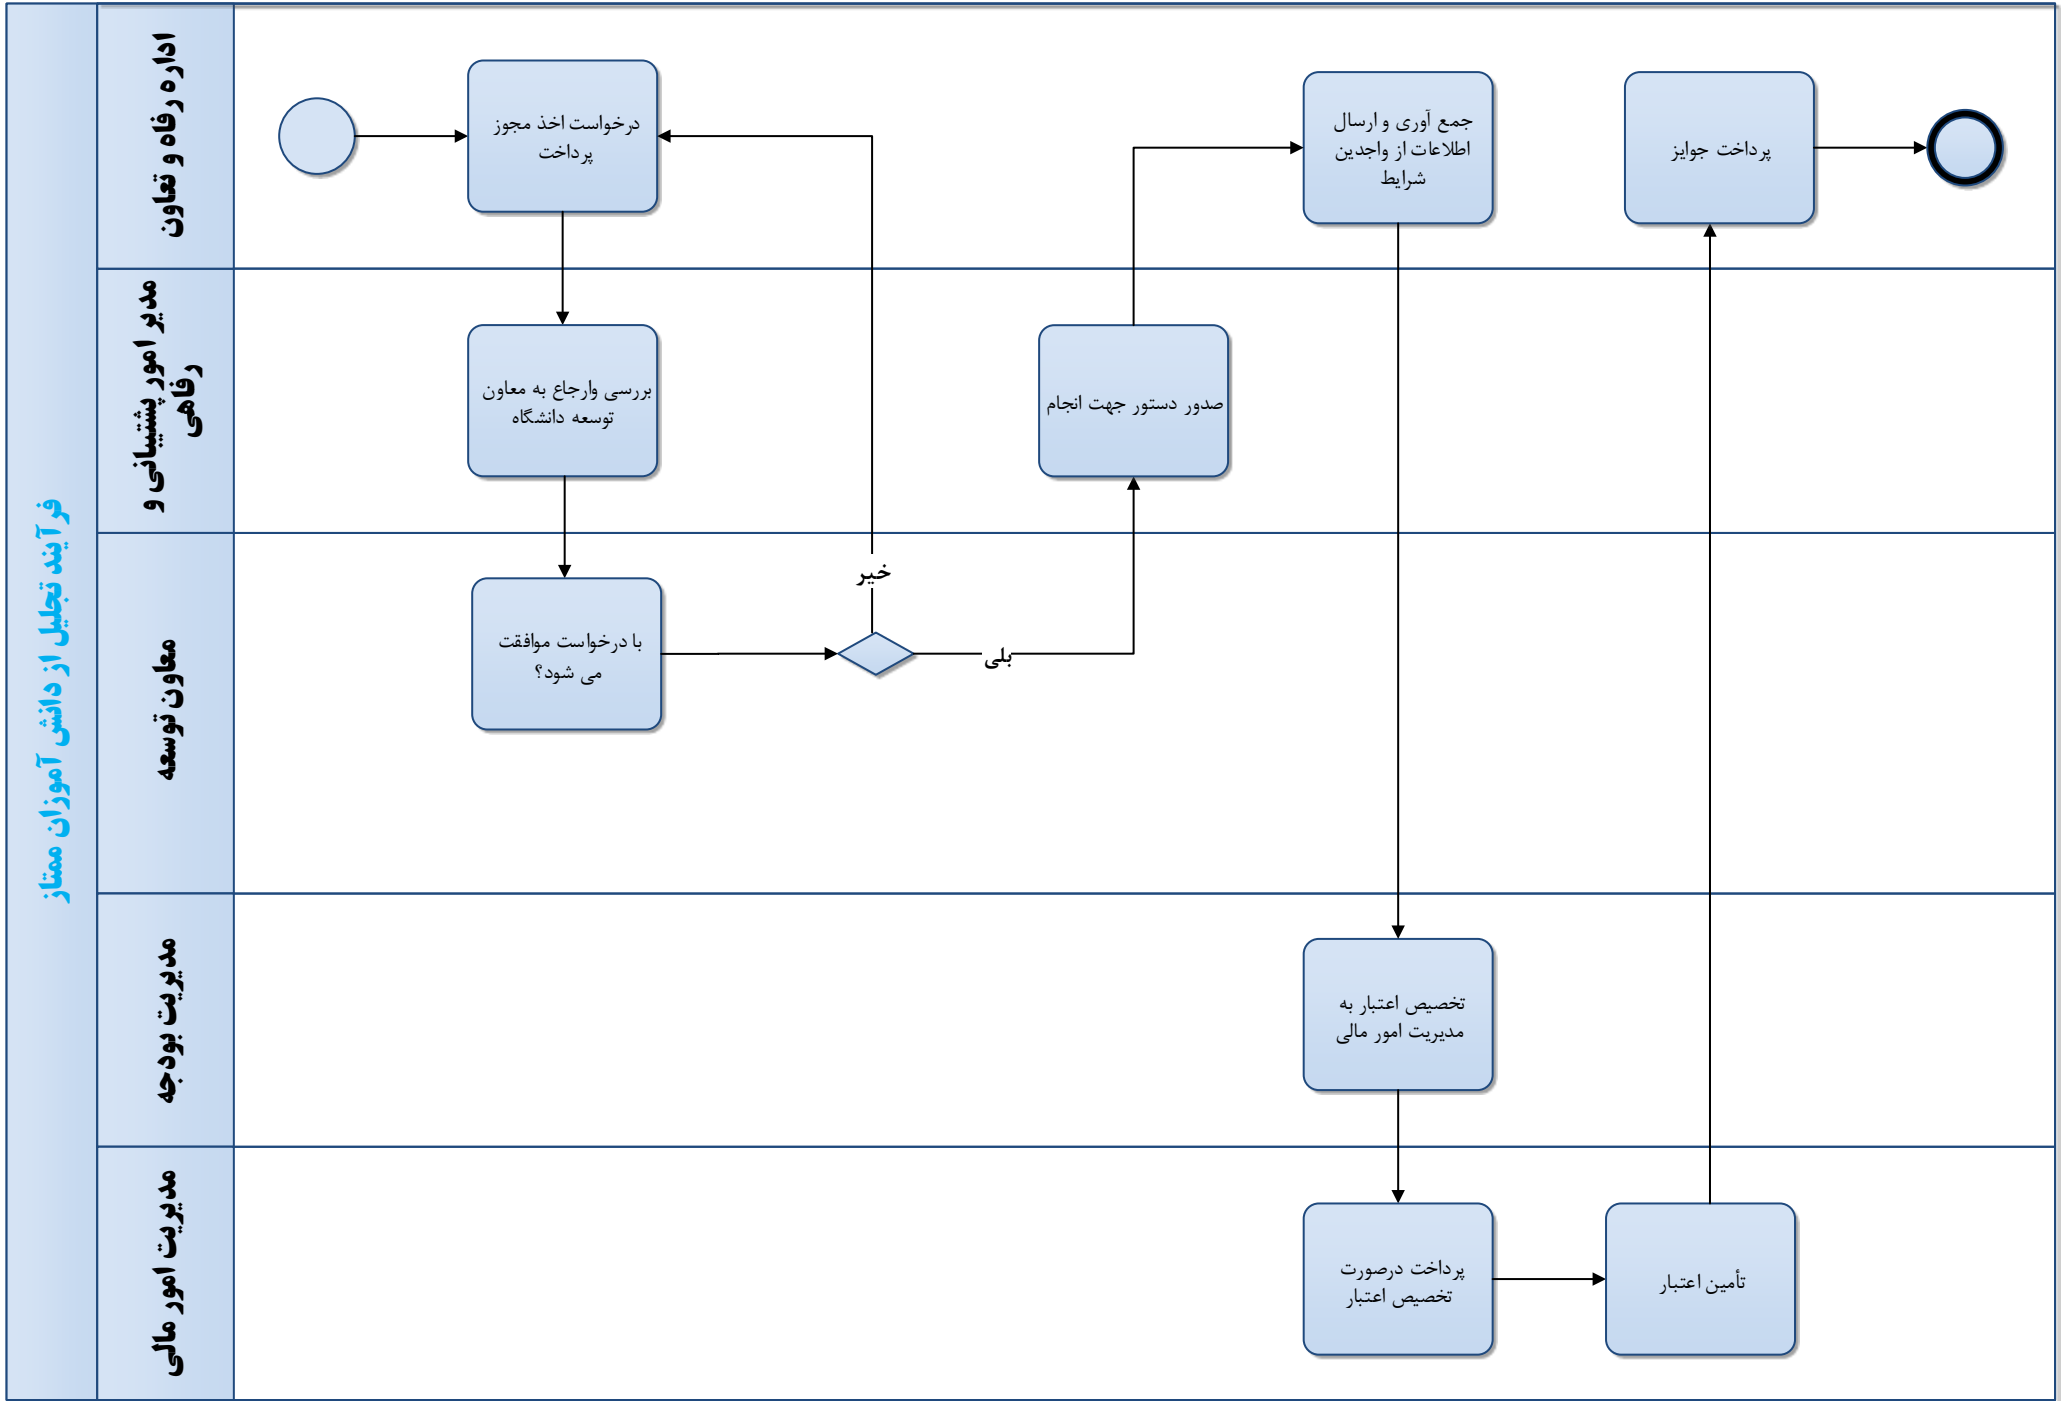 فرآیند تجلیل از دانش آموزان ممتاز
اداره رفاه و تعاون
درخواست اخذ مجوز
پرداخت
جمع آوری و ارسال
اطلاعات از واجدین
شرایط
پرداخت جوایز
مدیر امور پشتیبانی و
رفاهی
بررسی وارجاع به معاون
توسعه دانشگاه
صدور دستور جهت انجام
معاون توسعه
با درخواست موافقت
می شود؟
خیر
بلی
مدیریت بودجه
تخصیص اعتبار به
مدیریت امور مالی
مدیریت امور مالی
پرداخت درصورت
تخصیص اعتبار
تأمین اعتبار